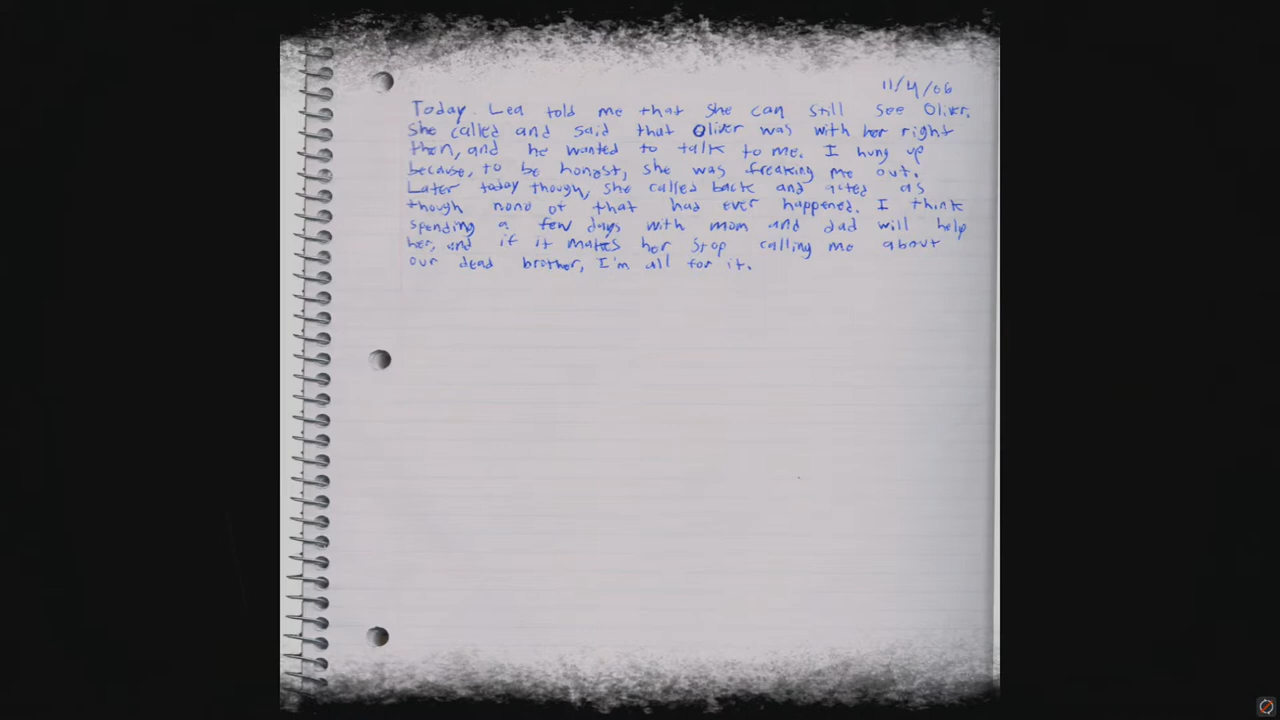 11/4/06
Today Lea told me that she can still see Oliver.
She called and said that Oliver was with her right
then, and he wanted to talk to me. I hung up
because, to be honest, she was freaking me out.
Later today though, she called back and acted as
though none of that had ever happened. I think
spending a few days with mom and dad will help
her, and if it makes her stop calling me about
our dead brother, I'm all for it.